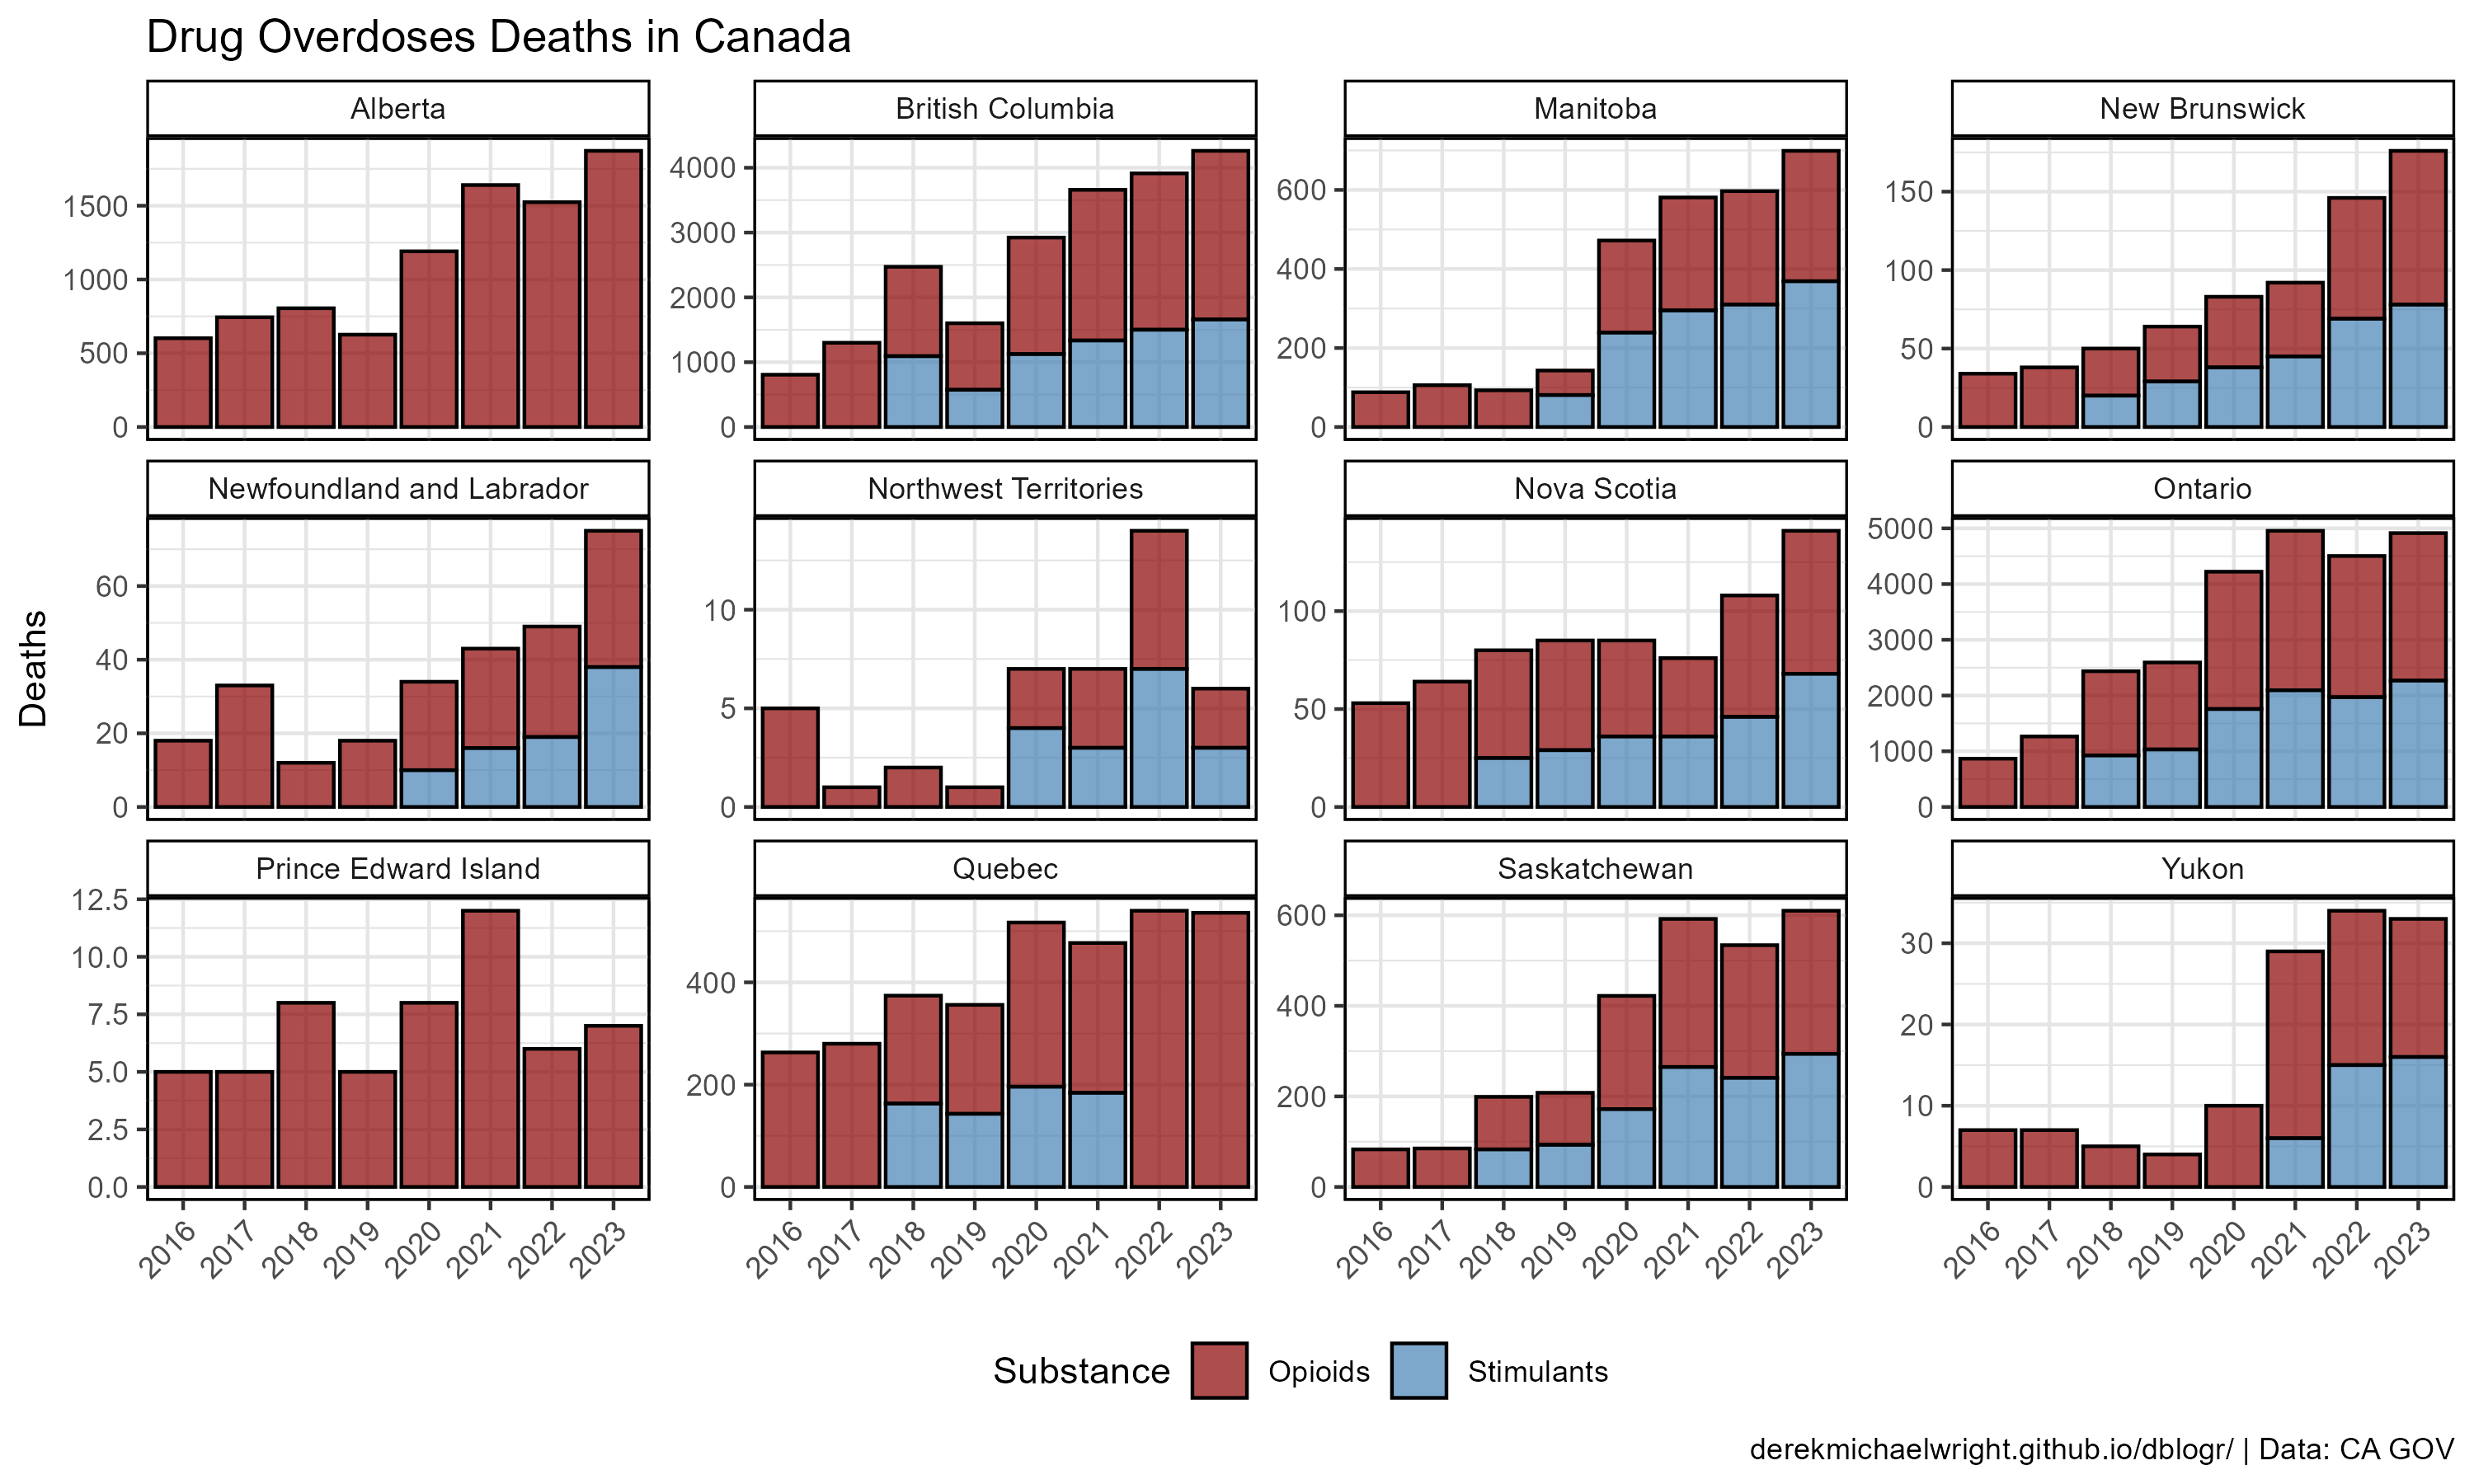 Drug Overdoses Deaths in Canada
Alberta
British Columbia
Manitoba
New Brunswick
1500
1000
500
0
4000
3000
2000
1000
0
600
400
200
0
150
100
50
0
Newfoundland and Labrador
Northwest Territories
Nova Scotia
Ontario
60
40
20
0
10
5
0
100
50
0
5000
4000
3000
2000
1000
0
Deaths
Prince Edward Island
Quebec
Saskatchewan
Yukon
12.5
10.0
7.5
5.0
2.5
0.0
400
200
0
600
400
200
0
30
20
10
0
2016 2017 2018 2019 2020 2021 2022 2023
2016 2017 2018 2019 2020 2021 2022 2023
2016 2017 2018 2019 2020 2021 2022 2023
2016 2017 2018 2019 2020 2021 2022 2023
Substance Opioids Stimulants
derekmichaelwright.github.io/dblogr/ | Data: CA GOV